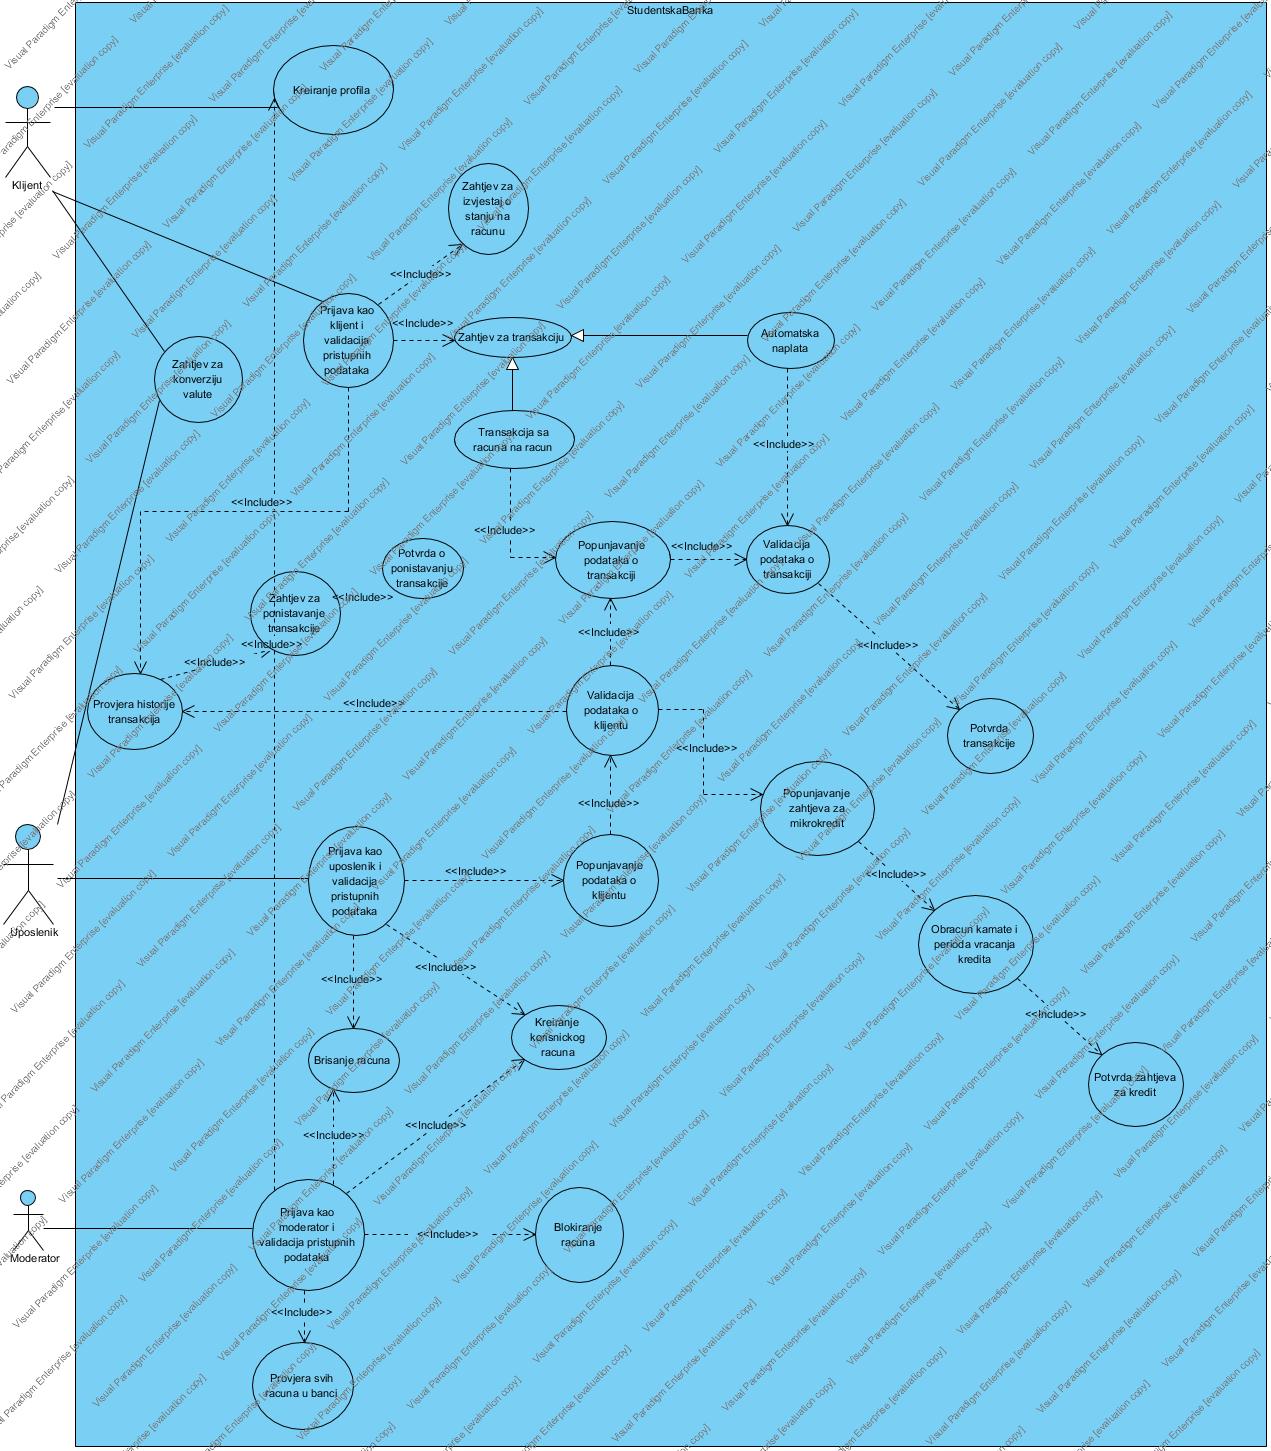 StudentskaBanka
Kreiranje profila
Klijent
Zahtjev za
izvjestaj o
stanju na
racunu
<<Include>>
Prijava kao
klijent i
validacija
pristupnih
podataka
<<Include>>
Zahtjev za transakciju
Automatska
naplata
Zahtjev za
konverziju
valute
Transakcija sa
racuna na racun
<<Include>>
<<Include>>
<<Include>>
Potvrda o
ponistavanju
transakcije
Popunjavanje
podataka o
transakciji
<<Include>>
Validacija
podataka o
transakciji
Zahtjev za
ponistavanje
transakcije
<<Include>>
<<Include>>
<<Include>>
<<Include>>
<<Include>>
Provjera historije
transakcija
<<Include>>
Validacija
podataka o
klijentu
<<Include>>
Potvrda
transakcije
Popunjavanje
zahtjeva za
mikrokredit
<<Include>>
Uposlenik
Prijava kao
uposlenik i
validacija
pristupnih
podataka
<<Include>>
Popunjavanje
podataka o
klijentu
<<Include>>
Obracun kamate i
perioda vracanja
kredita
<<Include>>
<<Include>>
<<Include>>
Kreiranje
korisnickog
racuna
Brisanje racuna
Potvrda zahtjeva
za kredit
<<Include>>
<<Include>>
Moderator
Prijava kao
moderator i
validacija pristupnih
podataka
<<Include>>
Blokiranje
racuna
<<Include>>
Provjera svih
racuna u banci
Visual Paradigm Enterprise [evaluation copy]